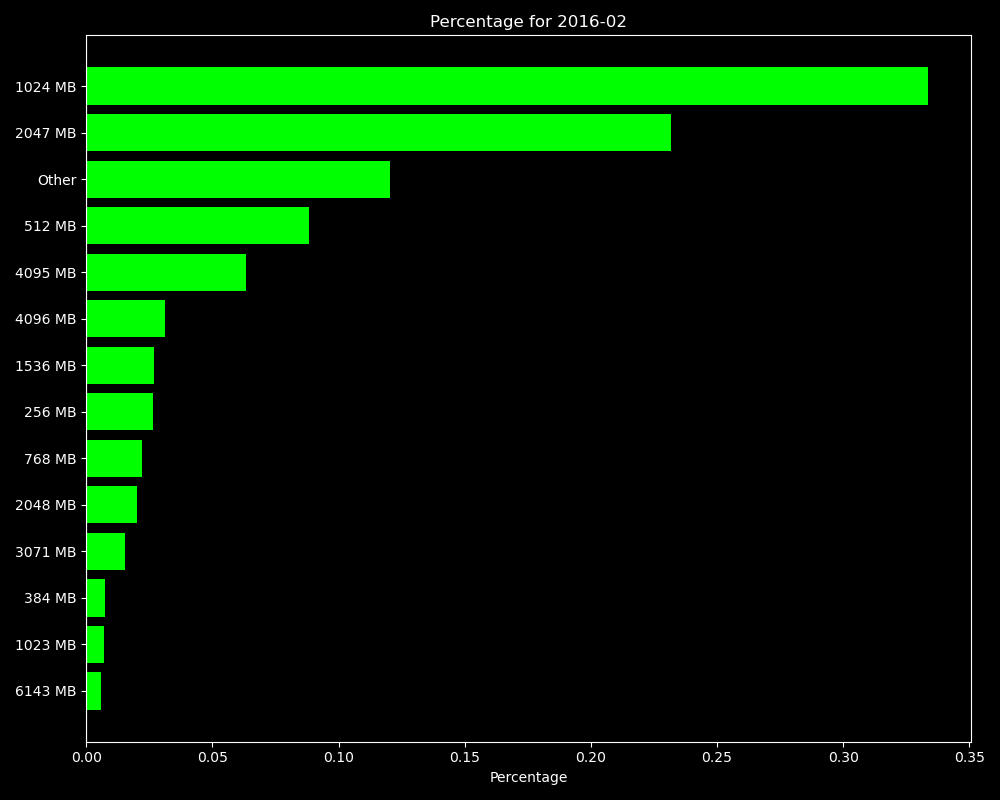 Percentage for 2016-02
1024 MB
2047 MB
Other
512 MB
4095 MB
4096 MB
1536 MB
256 MB
768 MB
2048 MB
3071 MB
384 MB
1023 MB
6143 MB
0.00 0.05 0.10 0.15 0.20 0.25 0.30 0.35
Percentage